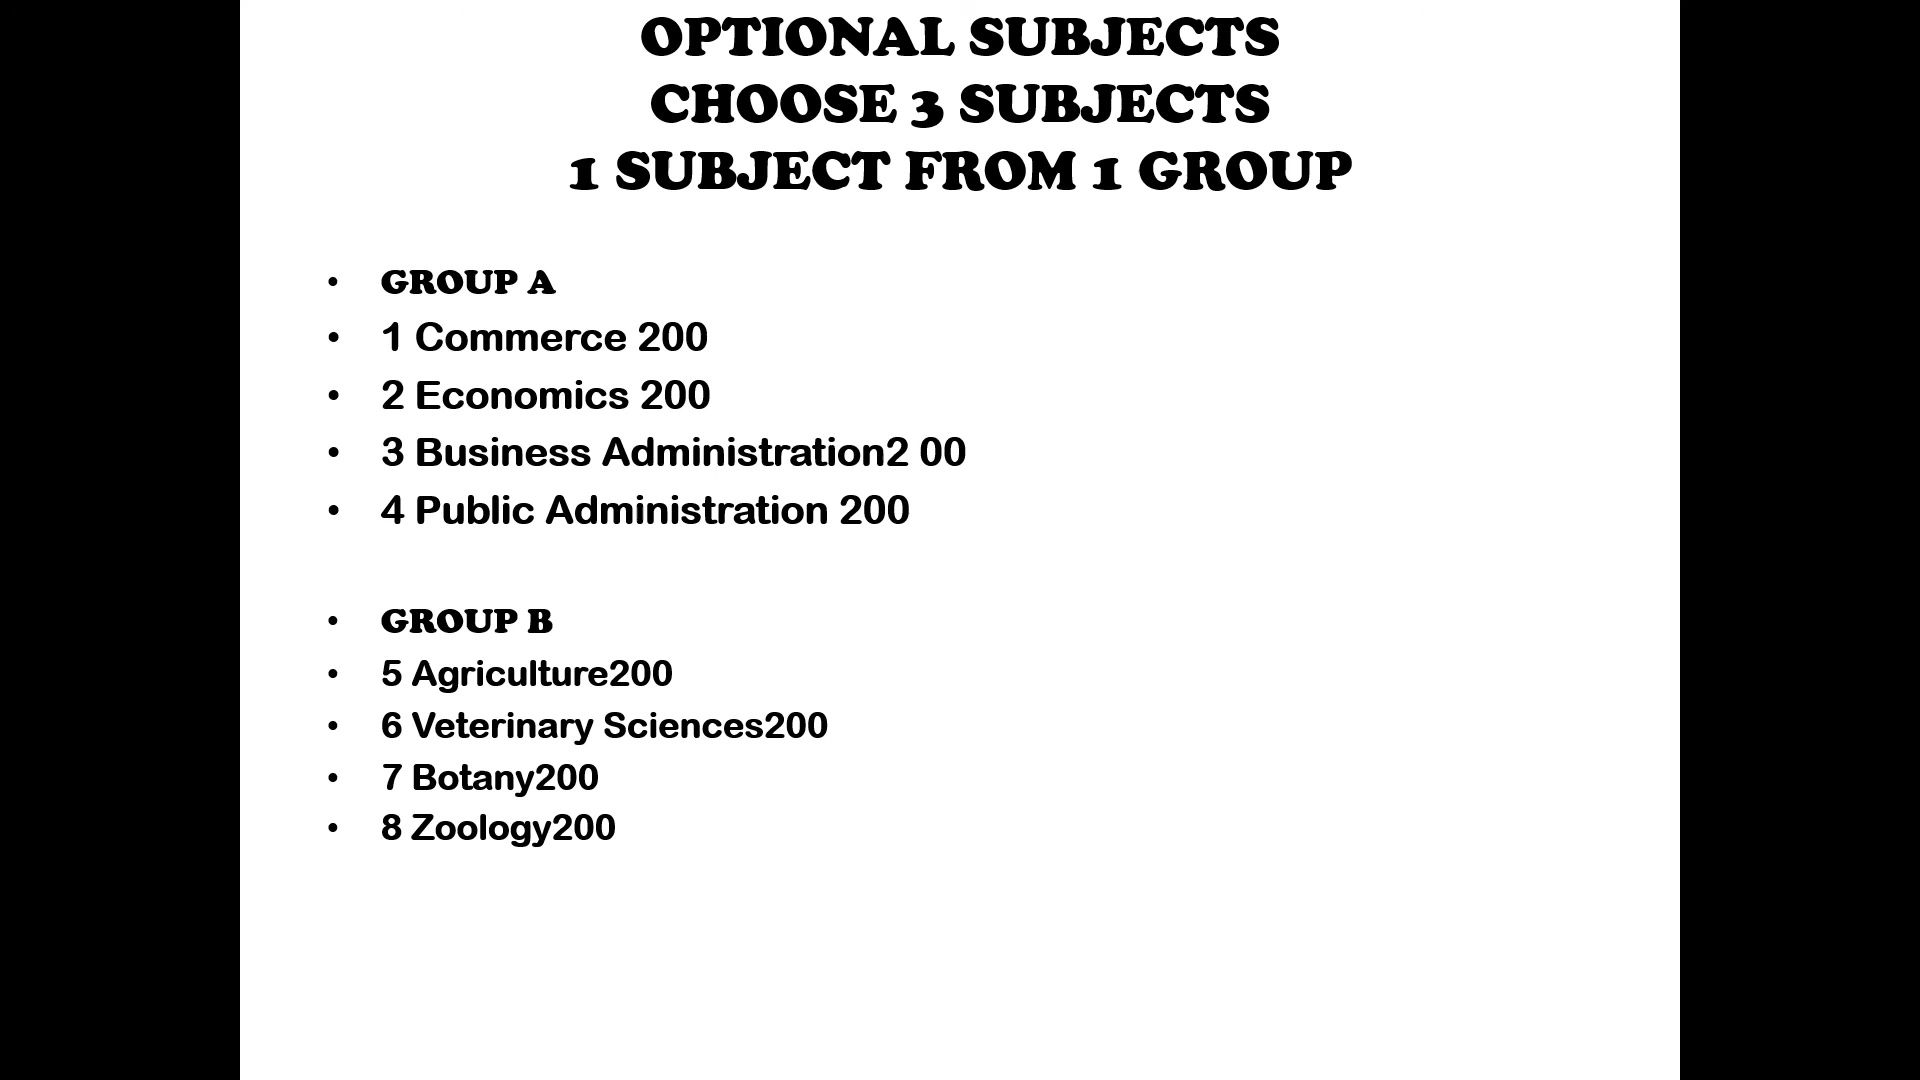 OPTIONAL SUBJECTS
CHOOSE 3 SUBJECTS
1 SUBJECT FROM 1 GROUP
• GROUP A
• 1 Commerce 200
• 2 Economics 200
• 3 Business Administration2 00
• 4 Public Administration 200
• GROUP B
• 5 Agriculture200
• 6 Veterinary Sciences200
• 7 Botany200
• 8 Zoology200